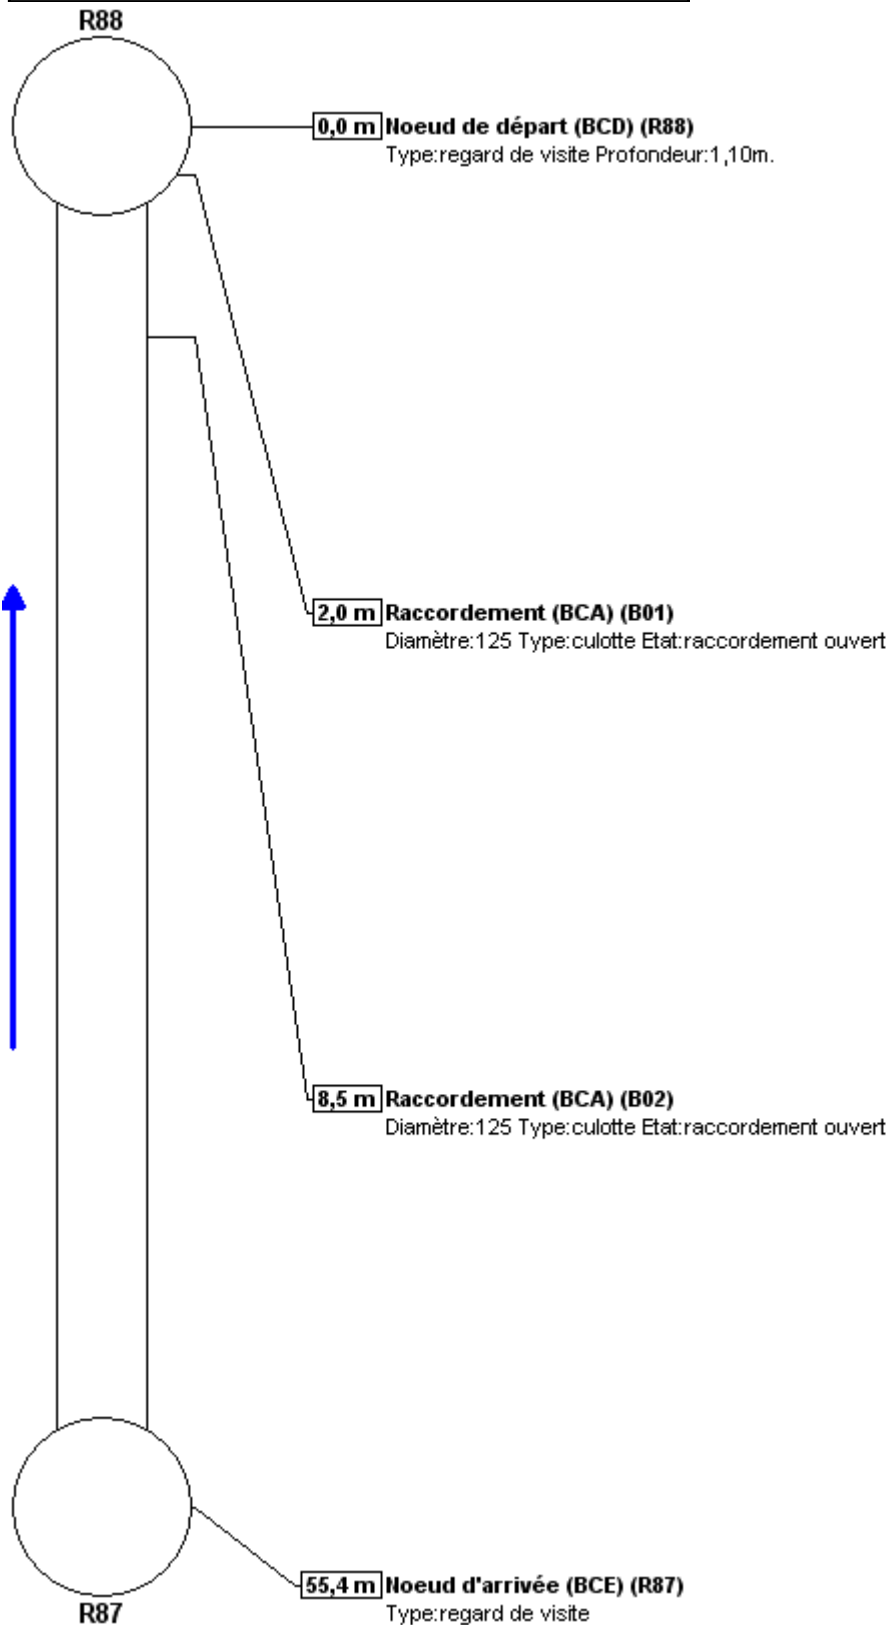 R88
0,0 m Noeud de départ (BCD) (R88)
Type:regard de visite Profondeur:1,10m.
2,0 m Raccordement (BCA) (B01)
Diamètre:125 Type:culotte Etat:raccordement ouvert
8,5 m Raccordement (BCA) (B02)
Diamètre:125 Type:culotte Etat:raccordement ouvert
55,4 m Noeud d'arrivée (BCE) (R87)
R87
Type:regard de visite